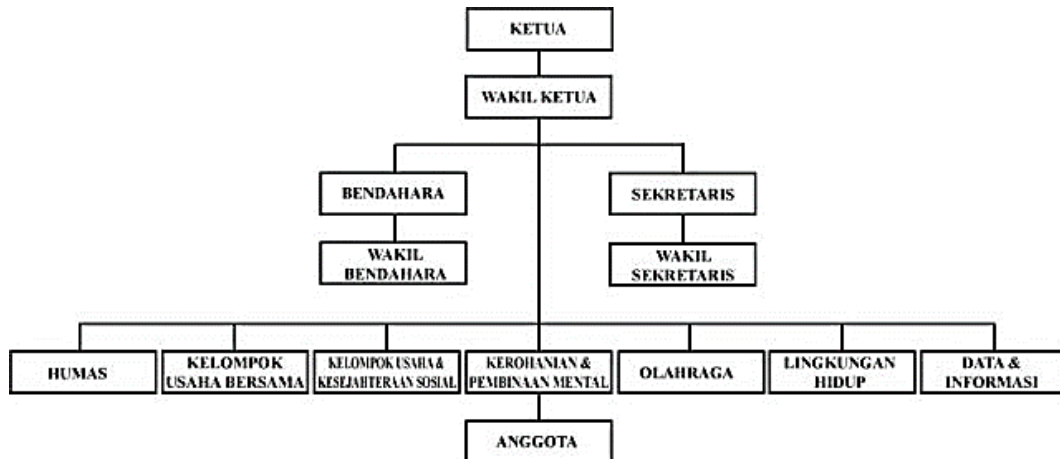 KETUA
WAKIL KETUA
BENDAHARA
SEKRETARIS
WAKIL
BENDAHARA
WAKIL
SEKRETARIS
HUMAS
KELOMPOK
USAHA BERSAMA
KELOMPOK USAHA &
KESEJAHTERAAN SOSIAL
KEROHANIAN &
PEMBINAAN MENTAL
OLAHRAGA
LINGKUNGAN
HIDUP
DATA &
INFORMASI
ANGGOTA